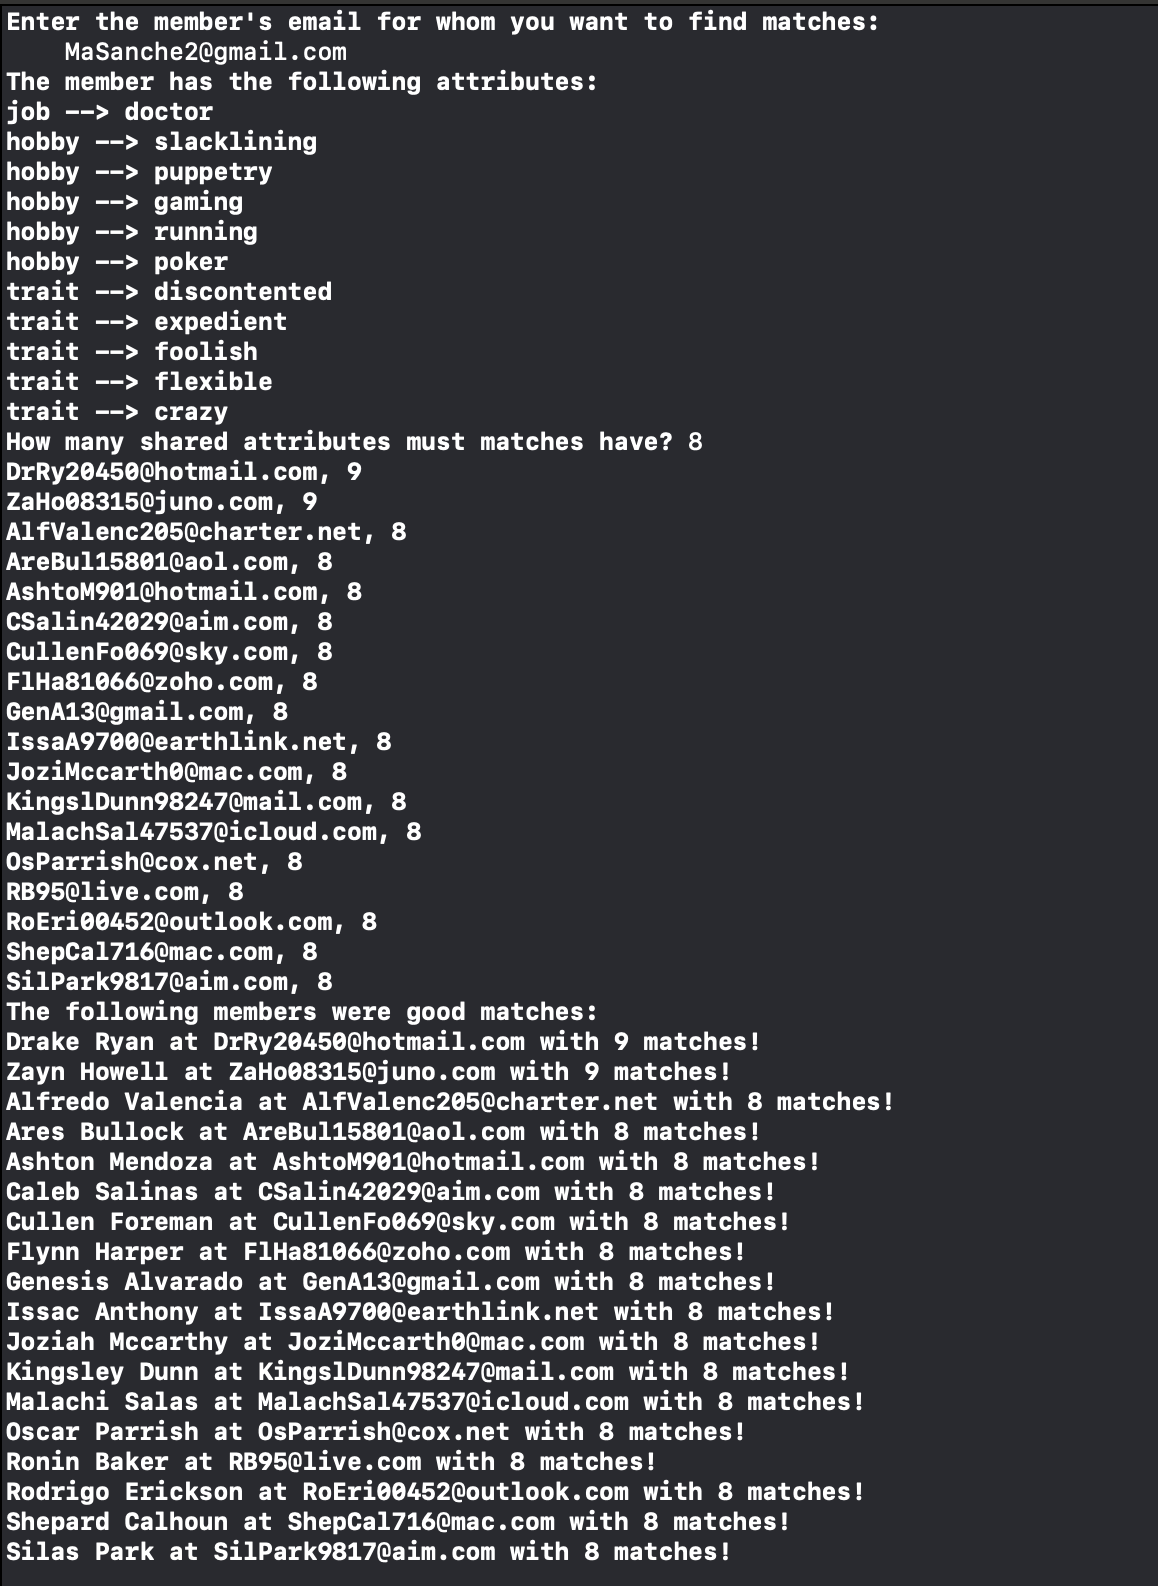 Enter the member's email for whom you want to find matches:
MaSanche2@gmail.com
The member has the following attributes:
job --> doctor
hobby --> slacklining
hobby --> puppetry
hobby --> gaming
hobby --> running
hobby --> poker
trait --> discontented
trait --> expedient
trait --> foolish
trait --> flexible
trait --> crazy
How many shared attributes must matches have? 8
DrRy20450@hotmail.com, 9
ZaHo08315@juno.com, 9
AlfValenc205@charter.net, 8
AreBul15801@aol.com, 8
AshtoM901@hotmail.com, 8
CSalin42029@aim.com, 8
CullenFo069@sky.com, 8
FlHa81066@zoho.com, 8
GenA13@gmail.com, 8
IssaA9700@earthlink.net, 8
JoziMccarth0@mac.com, 8
KingslDunn98247@mail.com, 8
MalachSal47537@icloud.com, 8
OsParrish@cox.net, 8
RB95@live.com, 8
RoEri00452@outlook.com, 8
ShepCal716@mac.com, 8
SilPark9817@aim.com, 8
The following members were good matches:
Drake Ryan at DrRy20450@hotmail.com with 9 matches!
Zayn Howell at ZaHo08315@juno.com with 9 matches!
Alfredo Valencia at AlfValenc205@charter.net with 8 matches!
Ares Bullock at AreBul15801@aol.com with 8 matches!
Ashton Mendoza at AshtoM901@hotmail.com with 8 matches!
Caleb Salinas at CSalin42029@aim.com with 8 matches!
Cullen Foreman at CullenFo069@sky.com with 8 matches!
Flynn Harper at FlHa81066@zoho.com with 8 matches!
Genesis Alvarado at GenA13@gmail.com with 8 matches!
Issac Anthony at IssaA9700@earthlink.net with 8 matches!
Joziah Mccarthy at JoziMccarth0@mac.com with 8 matches!
Kingsley Dunn at KingslDunn98247@mail.com with 8 matches!
Malachi Salas at MalachSal47537@icloud.com with 8 matches!
Oscar Parrish at OsParrish@cox.net with 8 matches!
Ronin Baker at RB95@live.com with 8 matches!
Rodrigo Erickson at RoEri00452@outlook.com with 8 matches!
Shepard Calhoun at ShepCal716@mac.com with 8 matches!
Silas Park at SilPark9817@aim.com with 8 matches!